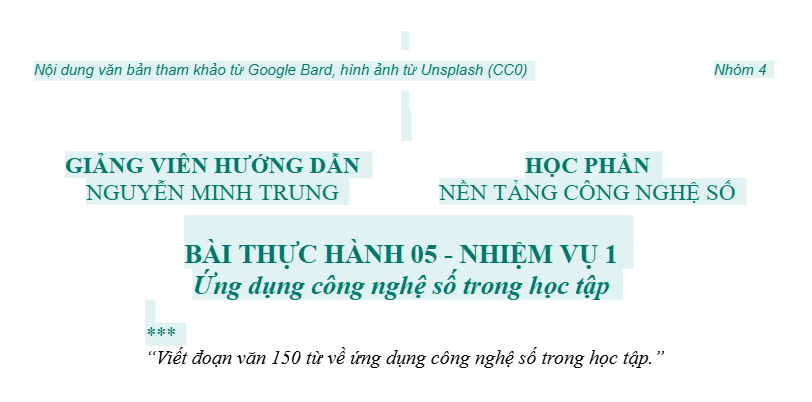 Nội dung văn bản tham khảo từ Google Bard, hình ảnh từ Unsplash (CC0) Nhóm 4
GIẢNG VIÊN HƯỚNG DẪN HỌC PHẦN
NGUYỄN MINH TRUNG NỀN TẢNG CÔNG NGHỆ SỐ
BÀI THỰC HÀNH 05 - NHIỆM VỤ 1
Ứng dụng công nghệ số trong học tập
***
“Viết đoạn văn 150 từ về ứng dụng công nghệ số trong học tập.”